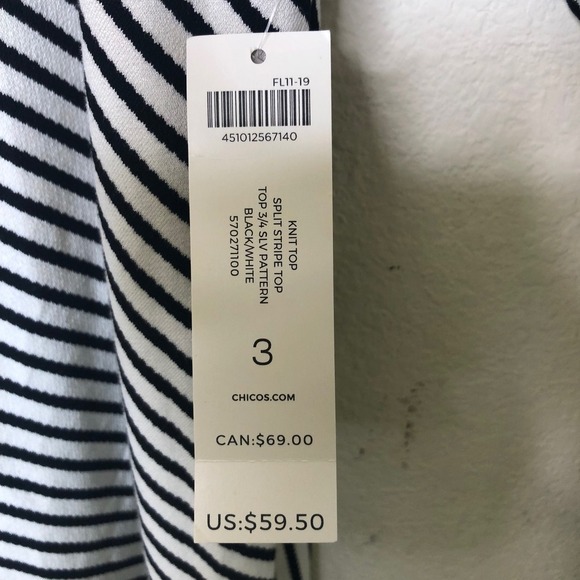 FL11-19
451012567140
KNIT TOP
SPLIT STRIPE TOP
TOP 3/4 SLV PATTERN
BLACK/WHITE
570271100
3
CHICOS.COM
CAN:$69.00
US:$59.50